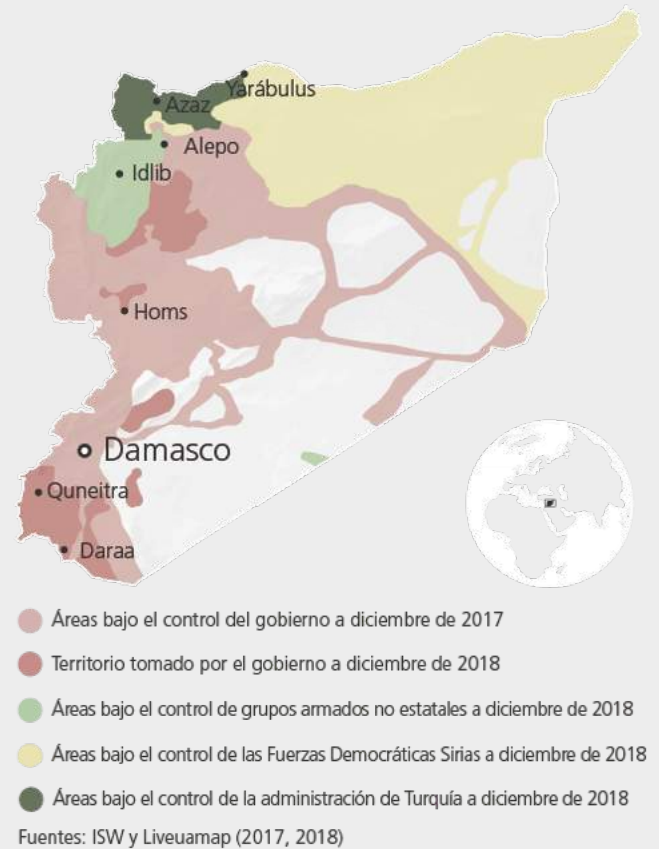 Yarábulus
Azaz
Alepo
Idlib
Homs
Damasco
Quneitra
Daraa
Áreas bajo el control del gobierno a diciembre de 2017
Territorio tomado por el gobierno a diciembre de 2018
Áreas bajo el control de grupos armados no estatales a diciembre de 2018
Áreas bajo el control de las Fuerzas Democráticas Sirias a diciembre de 2018
Áreas bajo el control de la administración de Turquía a diciembre de 2018
Fuentes: ISW y Liveuamap (2017, 2018)